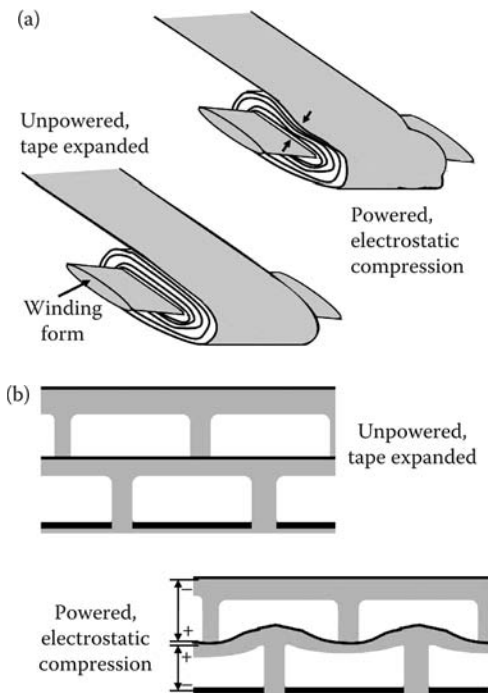 (a)
Unpowered,
tape expanded
Powered,
electrostatic
compression
Winding
form
(b)
Unpowered,
tape expanded
Powered,
electrostatic
compression
−
+
+
−